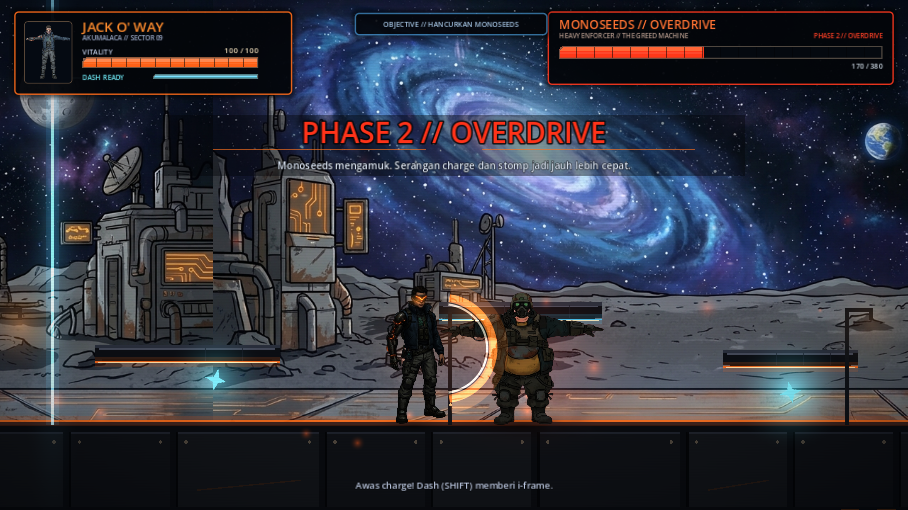 JACK O' WAY
AKUMALACA // SECTOR 09
VITALITY
100 / 100
DASH READY
OBJECTIVE // HANCURKAN MONOSEEDS
MONOSEEDS // OVERDRIVE
HEAVY ENFORCER // THE GREED MACHINE
PHASE 2 // OVERDRIVE
170 / 380
PHASE 2 // OVERDRIVE
Monoseeds mengamuk. Serangan charge dan stomp jadi jauh lebih cepat.
Awas charge! Dash (SHIFT) memberi i-frame.